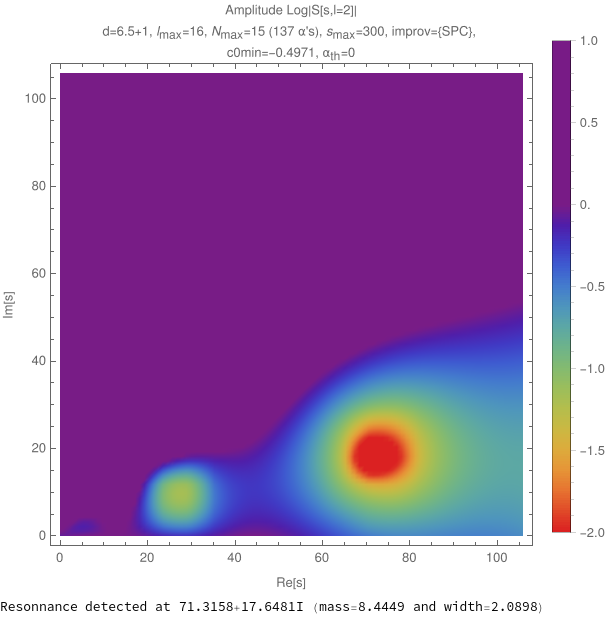 Amplitude Log|S[s,l=2]|
d=6.5+1, lmax=16, Nmax=15 (137 α's), smax=300, improv={SPC},
c0min=−0.4971, αth=0
100
80
60
40
20
0
Im[s]
0 20 40 60 80 100
Re[s]
1.0
0.5
0.
−0.5
−1.0
−1.5
−2.0
Resonnance detected at 71.3158+17.6481I (mass=8.4449 and width=2.0898)